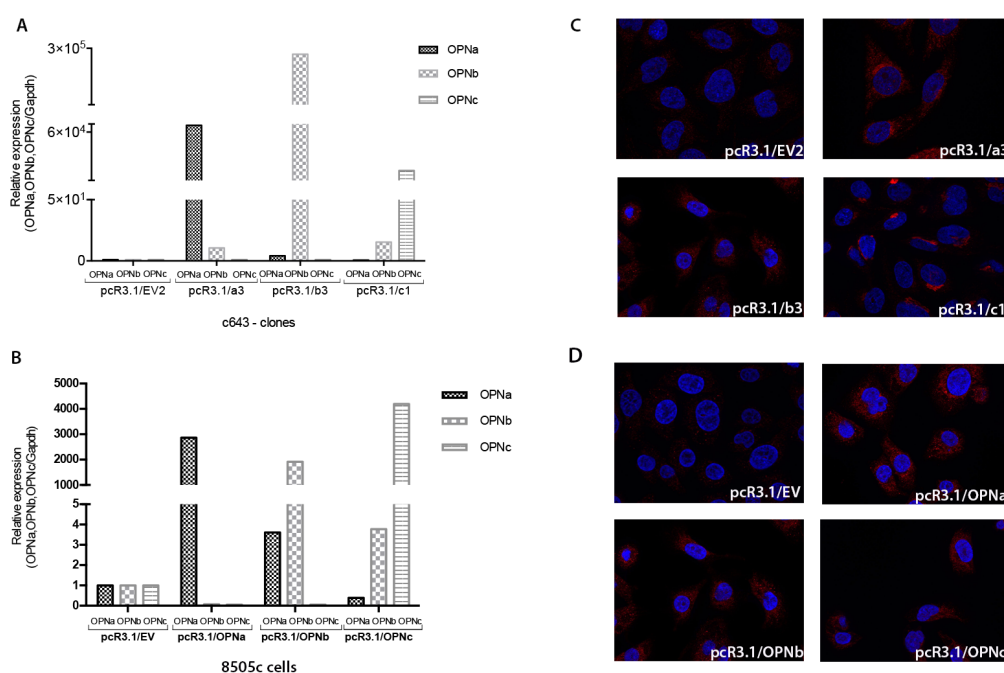 A
Relative expression
(OPNa,OPNb,OPNc/Gapdh)
3×10⁵
6×10⁴
5×10¹
0
OPNa
OPNb
OPNc
OPNa OPNb OPNc OPNa OPNb OPNc OPNa OPNb OPNc OPNa OPNb OPNc
pcR3.1/EV2 pcR3.1/a3 pcR3.1/b3 pcR3.1/c1
c643 - clones
B
Relative expression
(OPNa,OPNb,OPNc/Gapdh)
5000
4000
3000
2000
1000
5
4
3
2
1
0
OPNa
OPNb
OPNc
OPNa OPNb OPNc OPNa OPNb OPNc OPNa OPNb OPNc OPNa OPNb OPNc
pcR3.1/EV pcR3.1/OPNa pcR3.1/OPNb pcR3.1/OPNc
8505c cells
C
pcR3.1/EV2
pcR3.1/a3
pcR3.1/b3
pcR3.1/c1
D
pcR3.1/EV
pcR3.1/OPNa
pcR3.1/OPNb
pcR3.1/OPNc